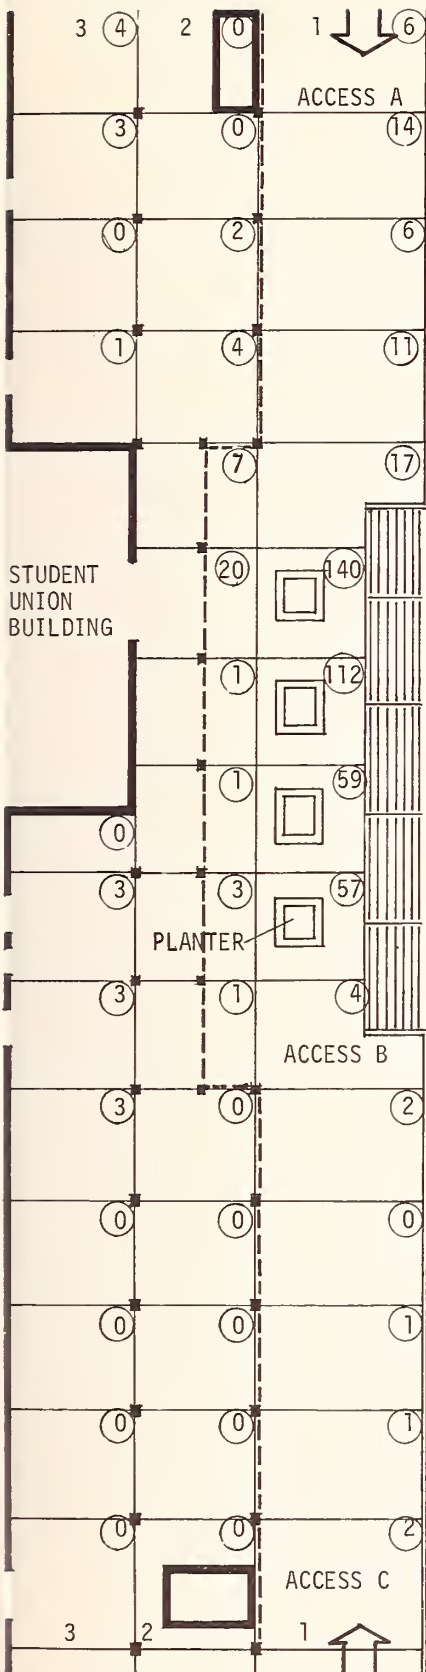 3 4 2 0 1 6
ACCESS A
3 0 14
0 2 6
1 4 11
7 17
STUDENT
UNION
BUILDING
20 140
1 112
1 59
0
3 3 57
PLANTER
3 1 4
ACCESS B
3 0 2
0 0 0
0 0 1
0 0 1
0 0 2
ACCESS C
3 2 1